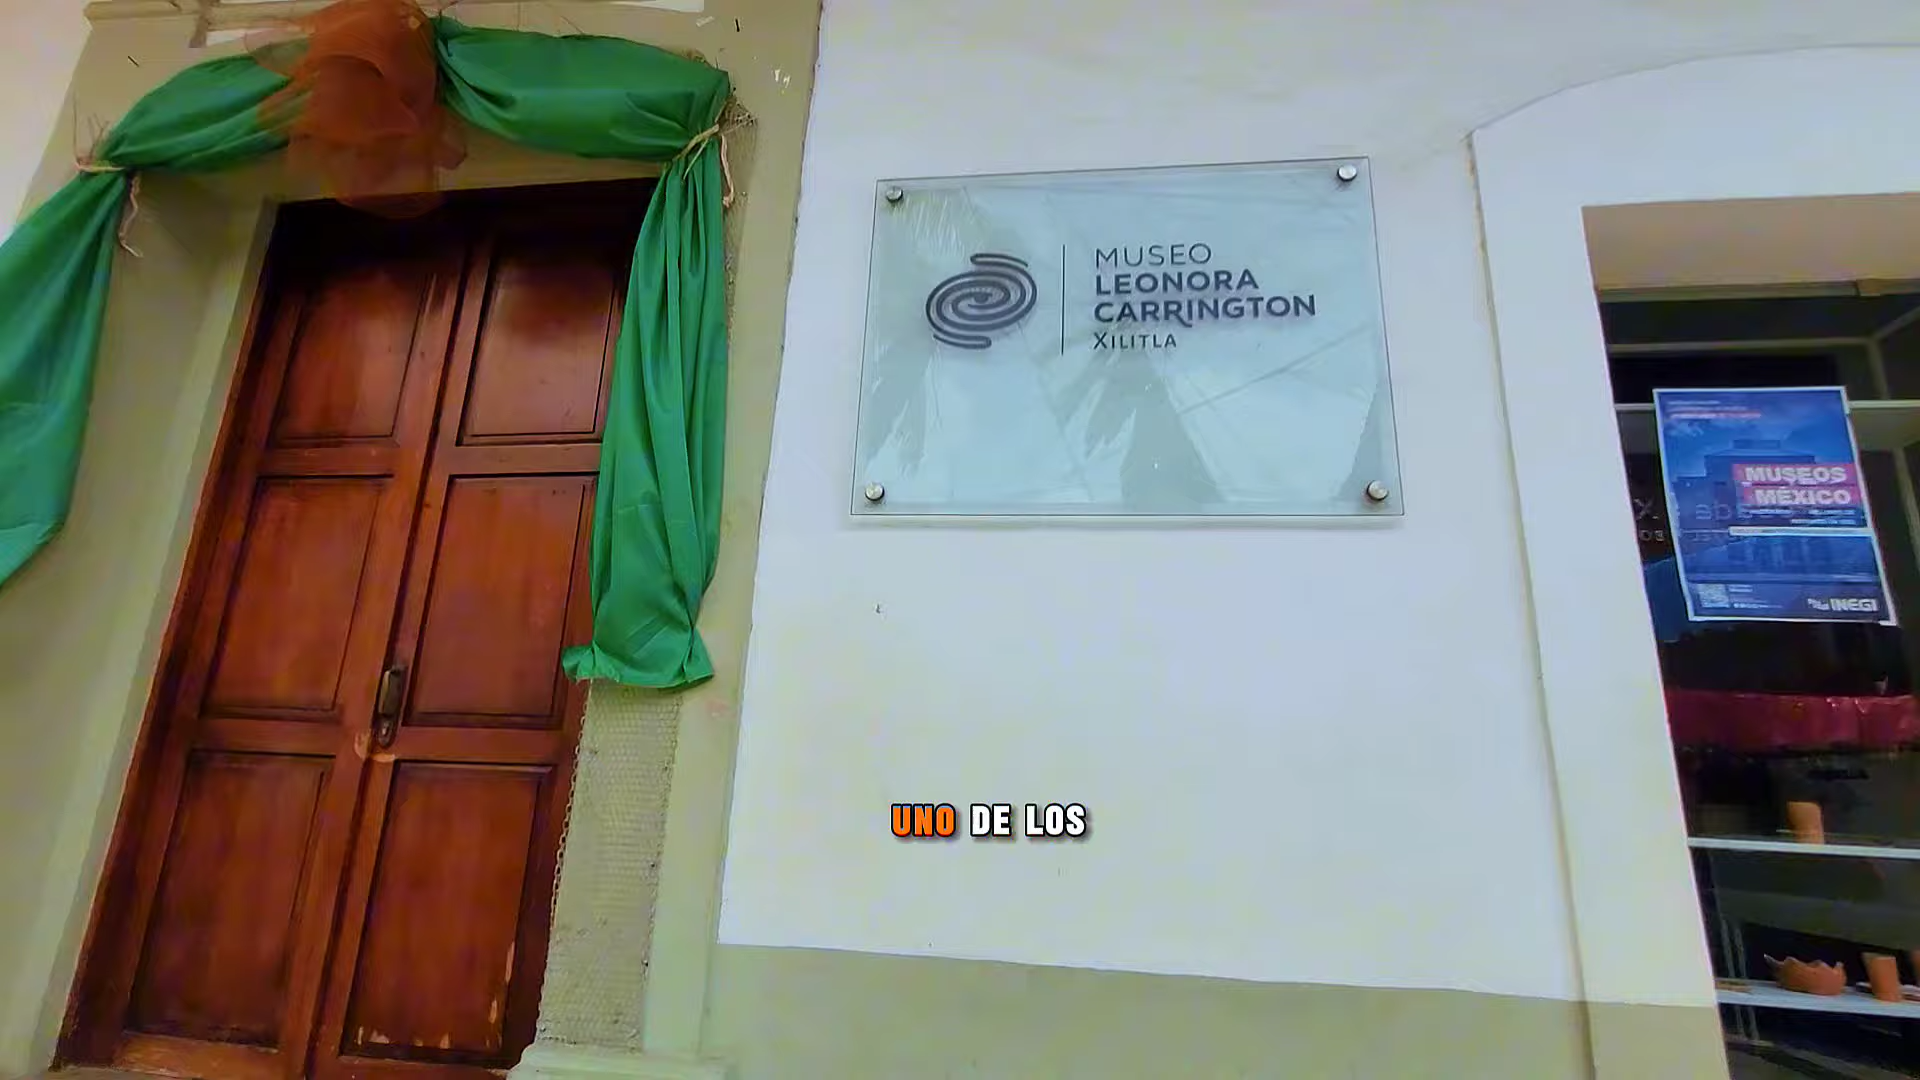 MUSEO
LEONORA
CARRINGTON
XILITLA
MUSEOS
MÉXICO
INEGI
UNO DE LOS